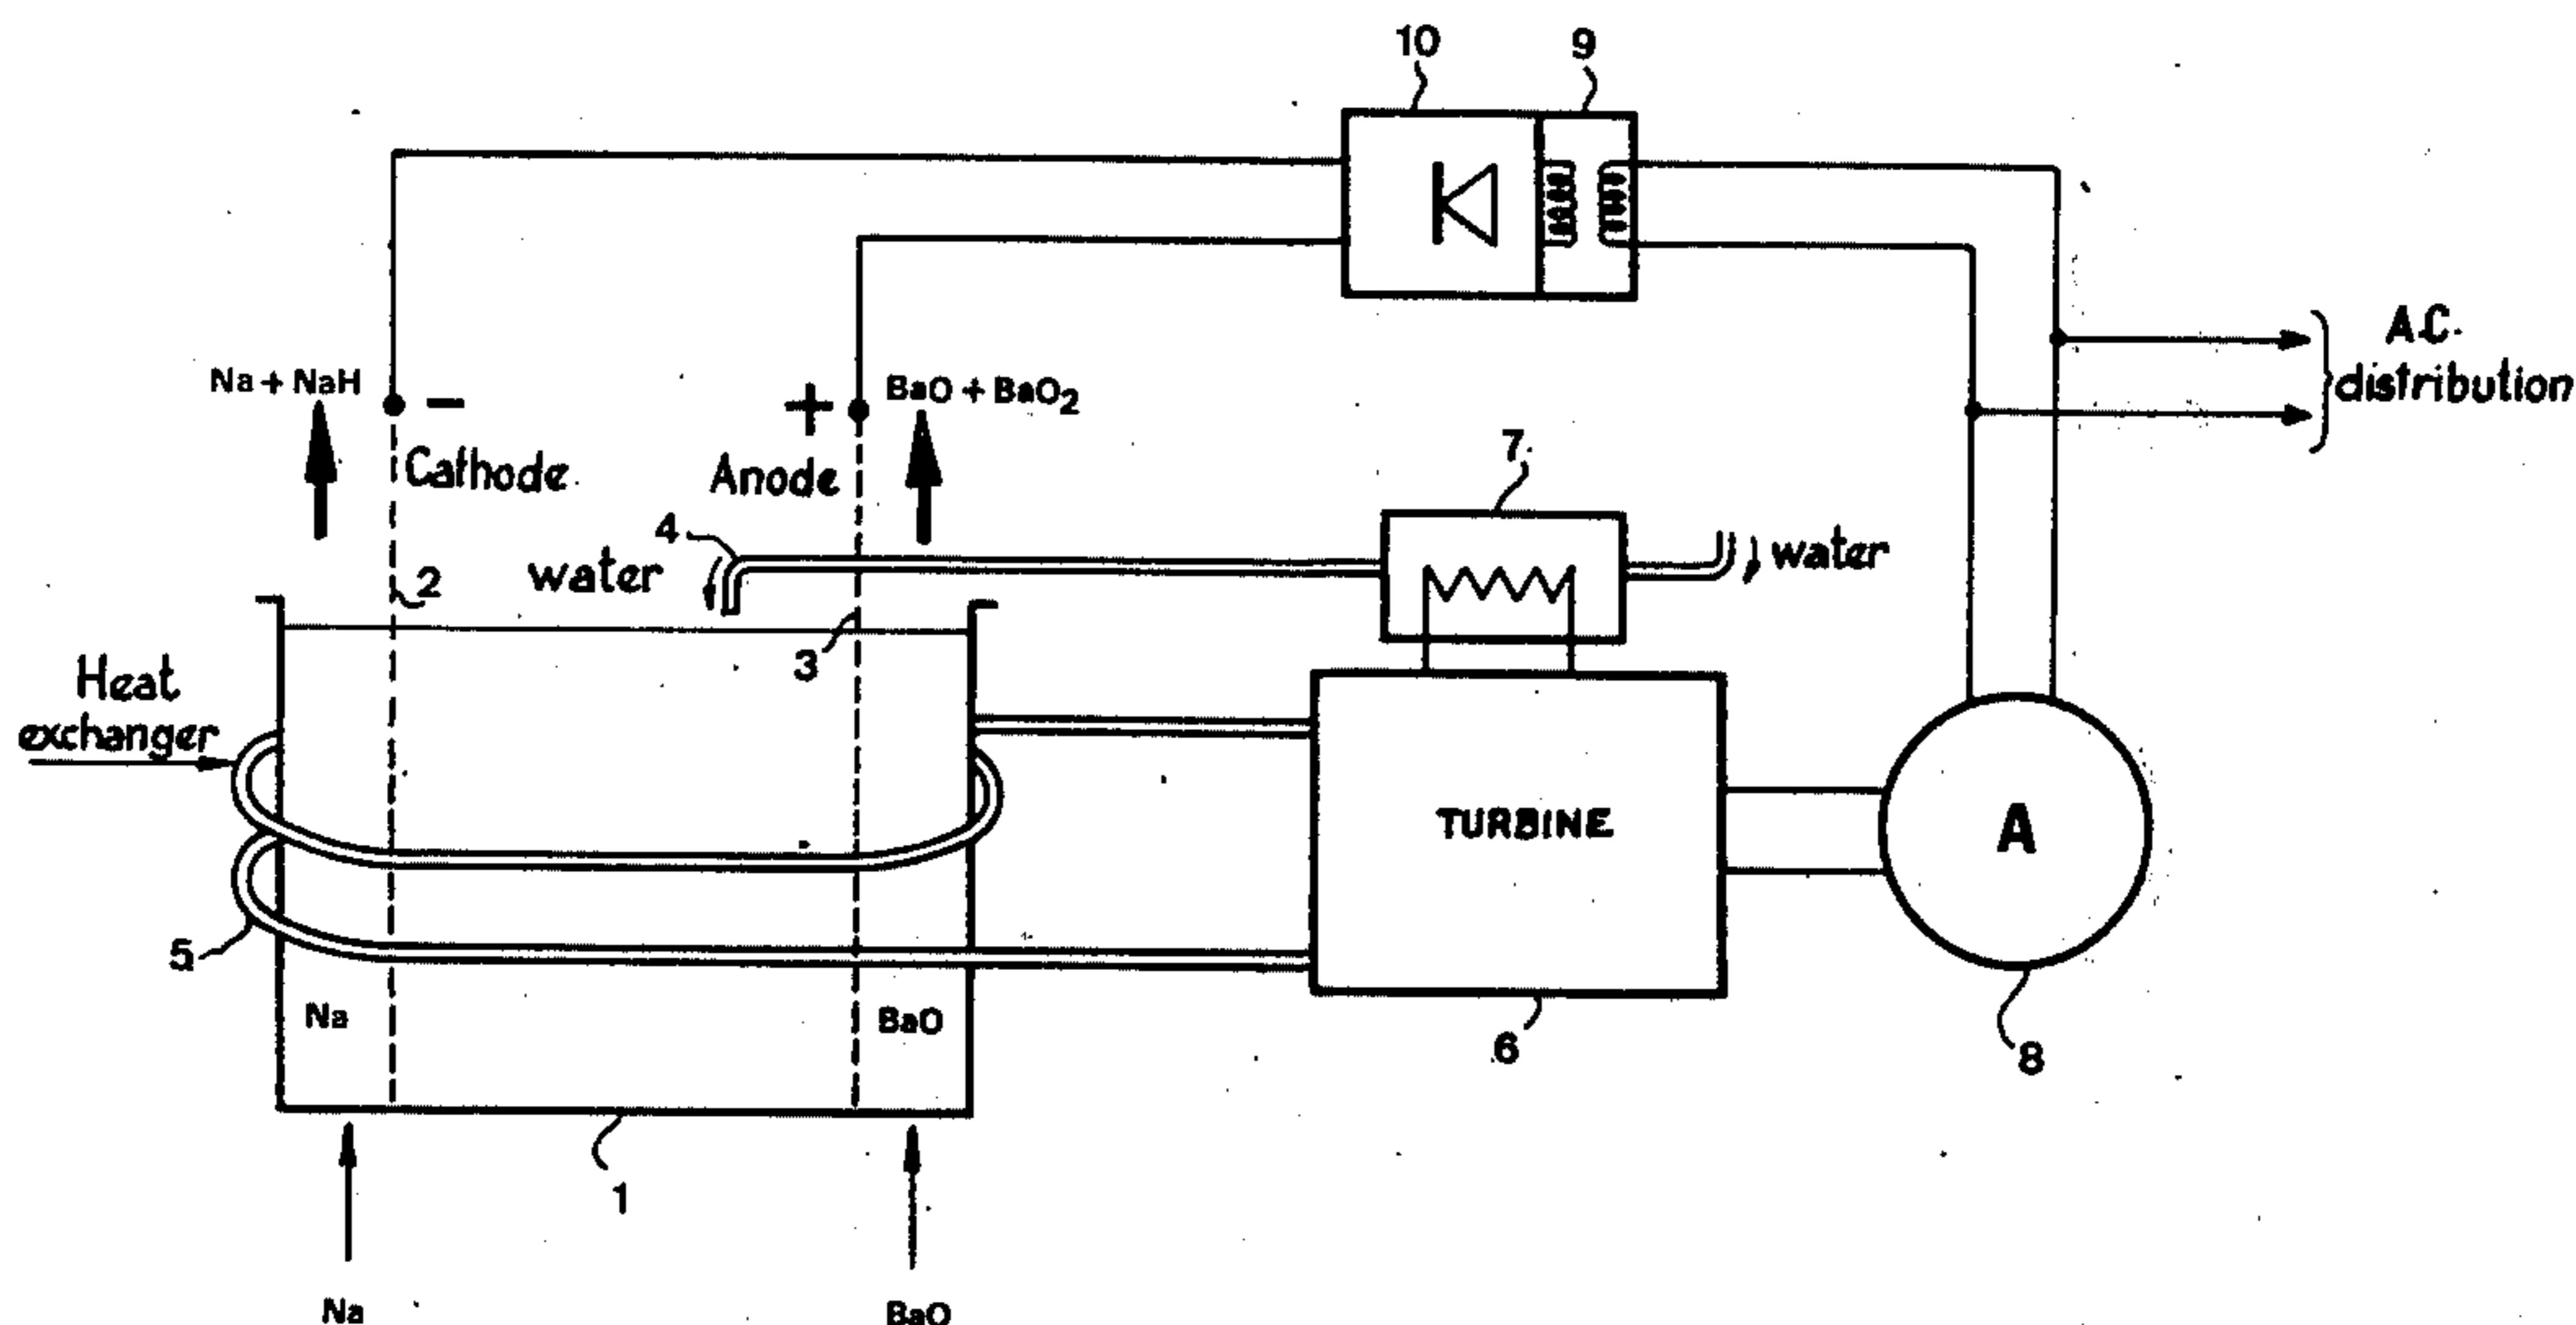 10
9
Na + NaH
−
+
BaO + BaO₂
A.C.
distribution
Cathode
Anode
7
4
water
water
2
3
Heat
exchanger
TURBINE
A
5
Na
BaO
6
8
1
Na
BaO